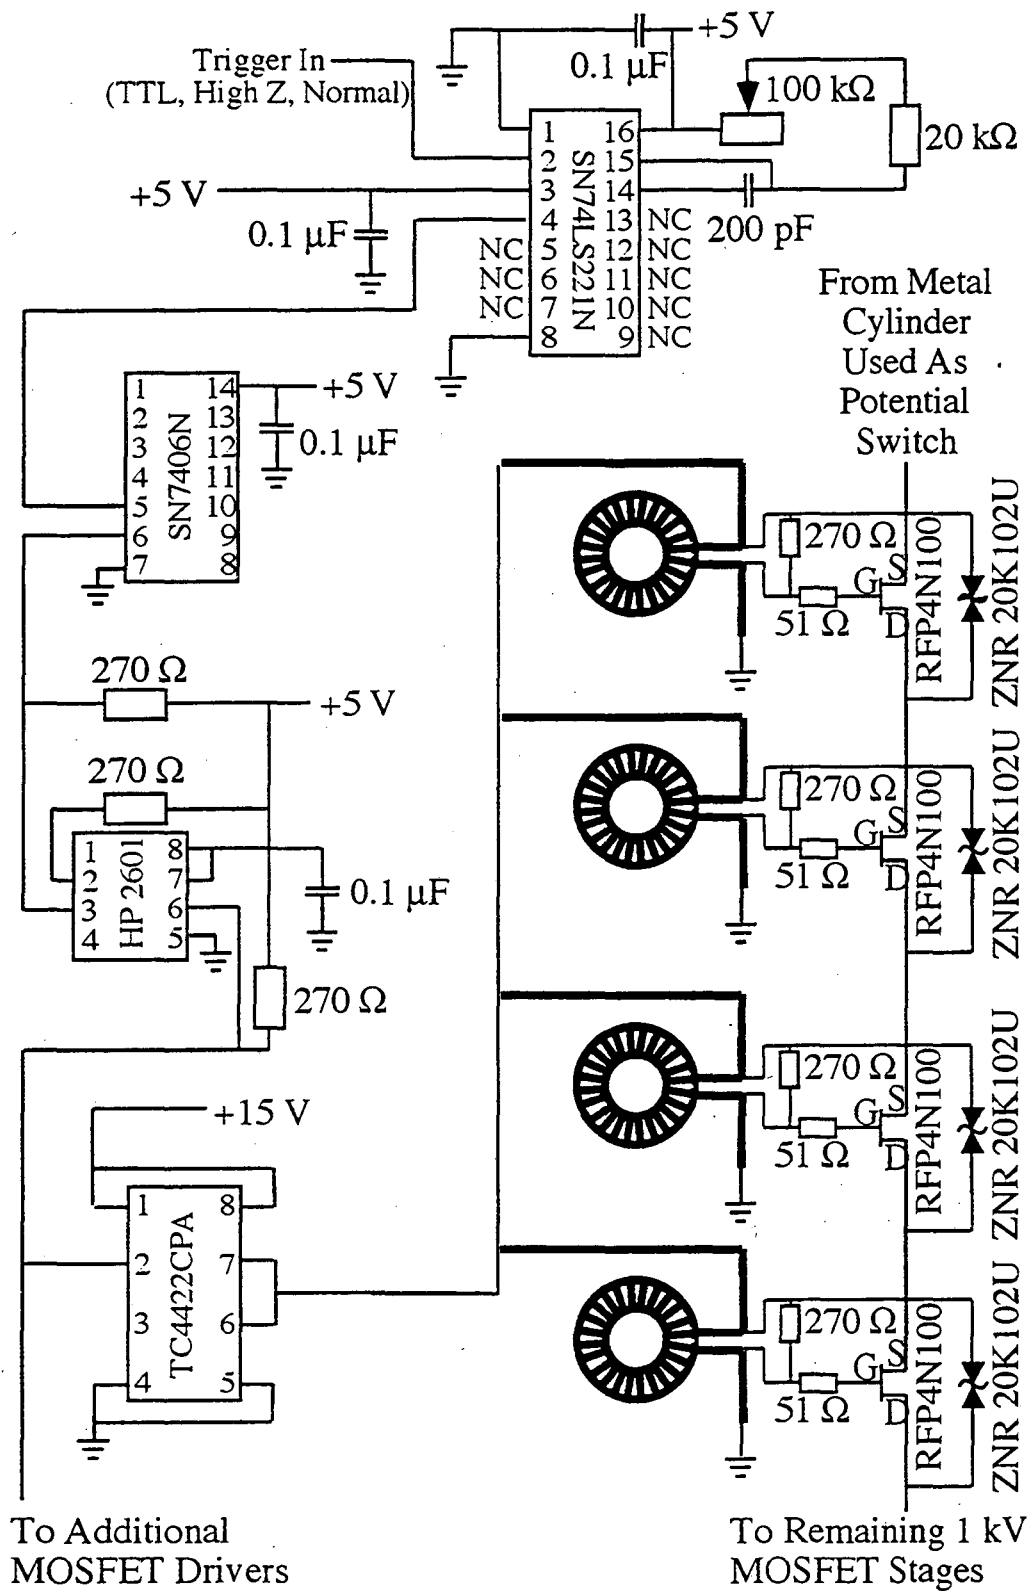 +5 V
0.1 µF
Trigger In
(TTL, High Z, Normal)
100 kΩ
20 kΩ
1 16
2 15
3 14
4 13 NC
NC 5 12 NC
NC 6 11 NC
NC 7 10 NC
8 9 NC
SN74LS221N
200 pF
+5 V
0.1 µF
From Metal
Cylinder
Used As
Potential
Switch
1 14
2 13
3 12
4 11
5 10
6 9
7 8
SN7406N
+5 V
0.1 µF
270 Ω
+5 V
270 Ω
1 8
2 7
3 6
4 5
HP 2601
0.1 µF
270 Ω
+15 V
1 8
2 7
3 6
4 5
TC4422CPA
270 Ω
51 Ω
G
S
D
RFP4N100
ZNR 20K102U
270 Ω
51 Ω
G
S
D
RFP4N100
ZNR 20K102U
270 Ω
51 Ω
G
S
D
RFP4N100
ZNR 20K102U
270 Ω
51 Ω
G
S
D
RFP4N100
ZNR 20K102U
To Additional
MOSFET Drivers
To Remaining 1 kV
MOSFET Stages